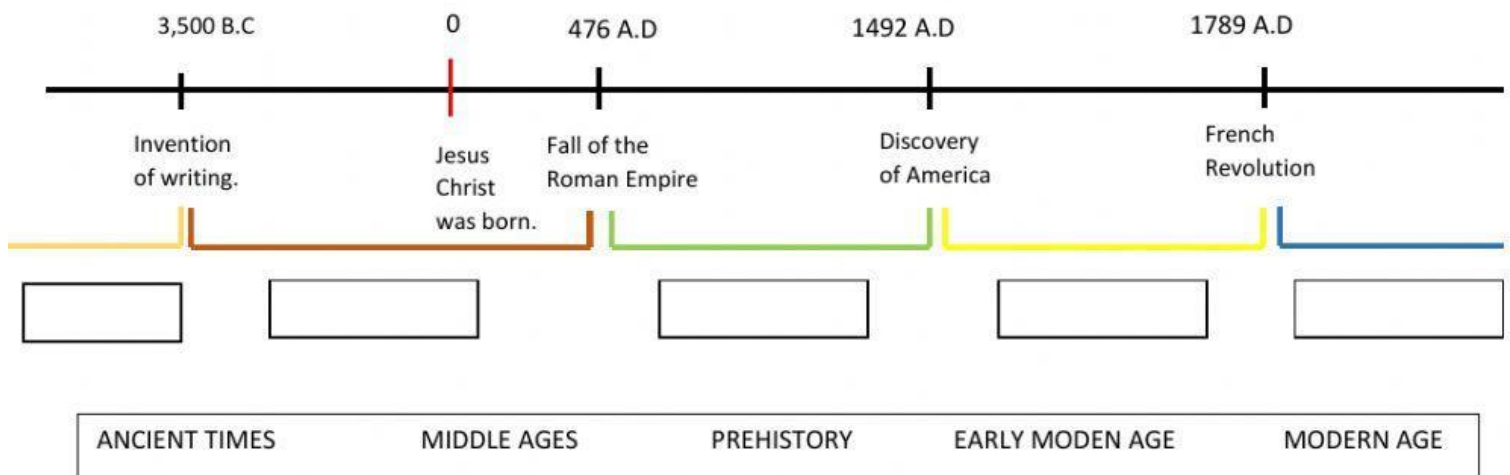 3,500 B.C 0 476 A.D 1492 A.D 1789 A.D
Invention
of writing.
Jesus
Christ
was born.
Fall of the
Roman Empire
Discovery
of America
French
Revolution
ANCIENT TIMES MIDDLE AGES PREHISTORY EARLY MODEN AGE MODERN AGE